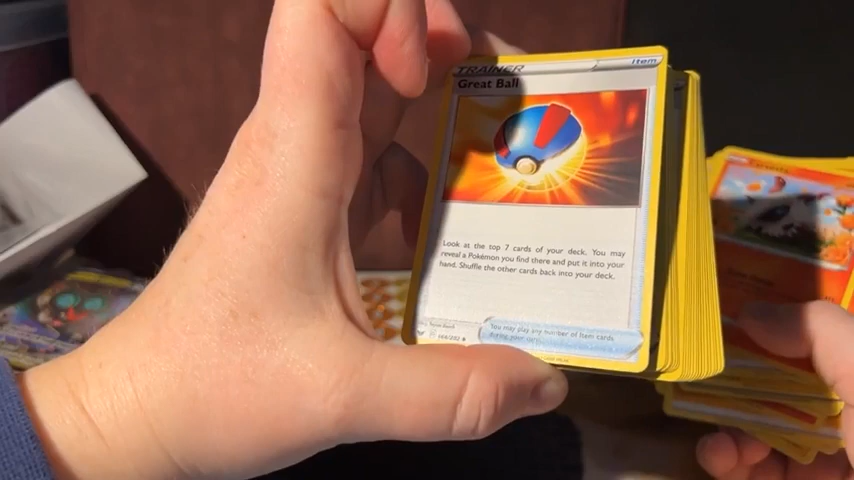 TRAINER
Item
Great Ball
Look at the top 7 cards of your deck. You may
reveal a Pokémon you find there and put it into your
hand. Shuffle the other cards back into your deck.
You may play any number of Item cards
during your
164/202